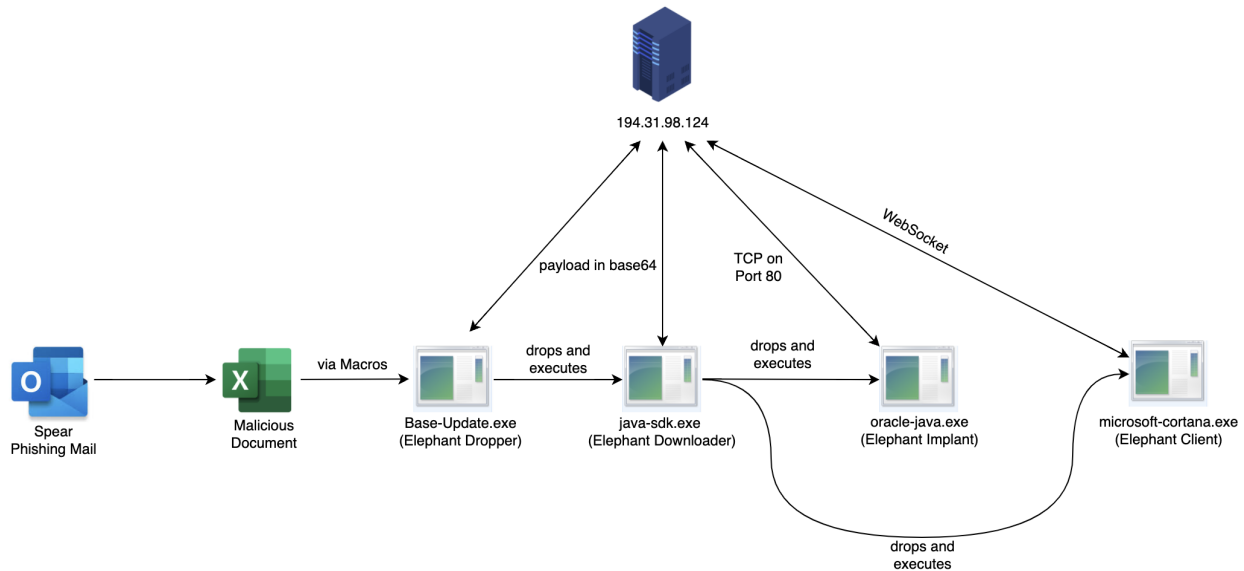 194.31.98.124
WebSocket
payload in base64
TCP on
Port 80
via Macros
drops and
executes
drops and
executes
O
Spear
Phishing Mail
X
Malicious
Document
Base-Update.exe
(Elephant Dropper)
java-sdk.exe
(Elephant Downloader)
oracle-java.exe
(Elephant Implant)
microsoft-cortana.exe
(Elephant Client)
drops and
executes